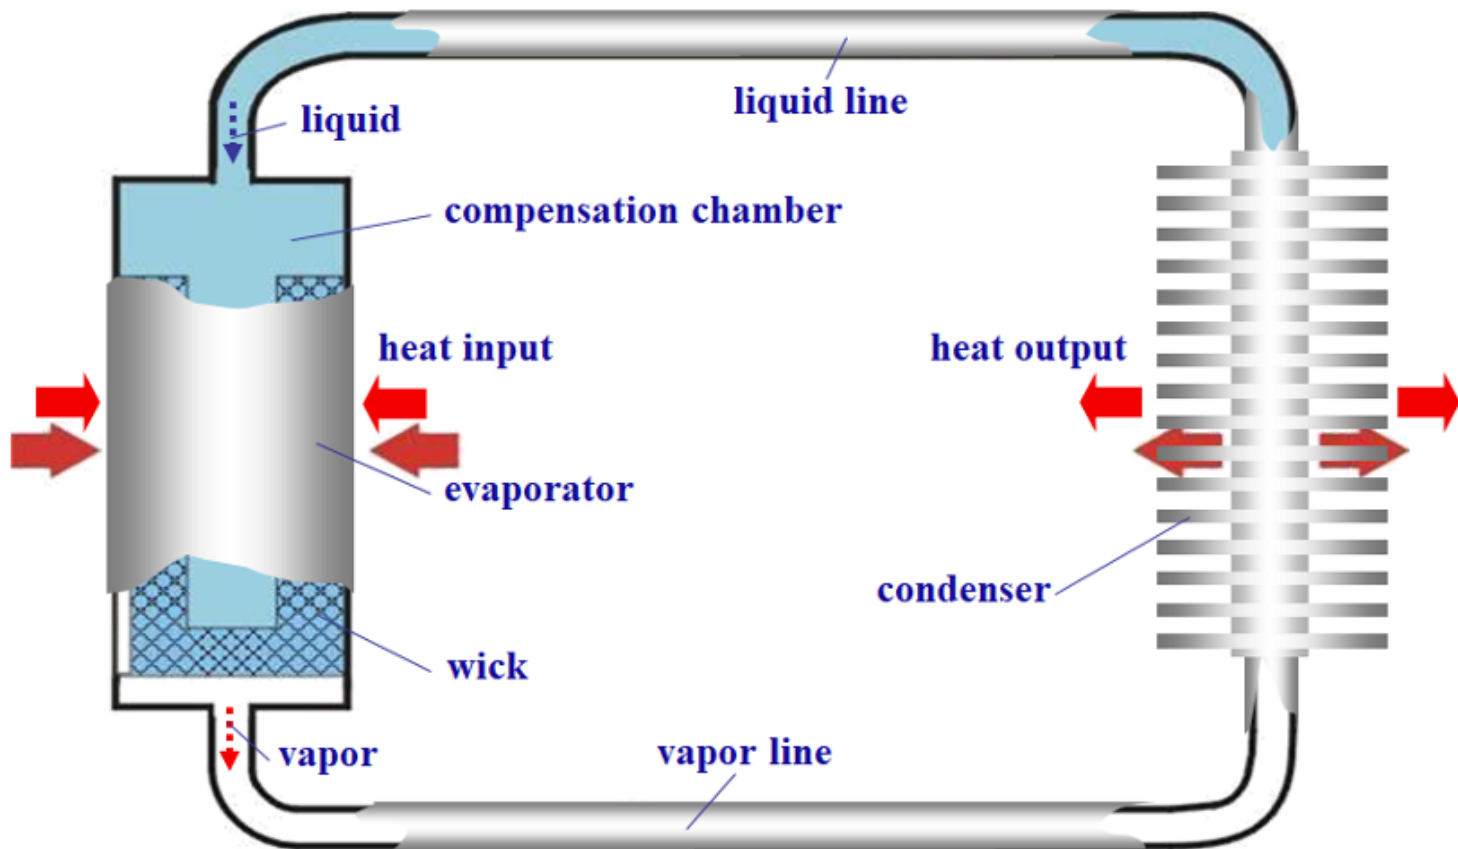 liquid line
liquid
compensation chamber
heat input
heat output
evaporator
condenser
wick
vapor
vapor line